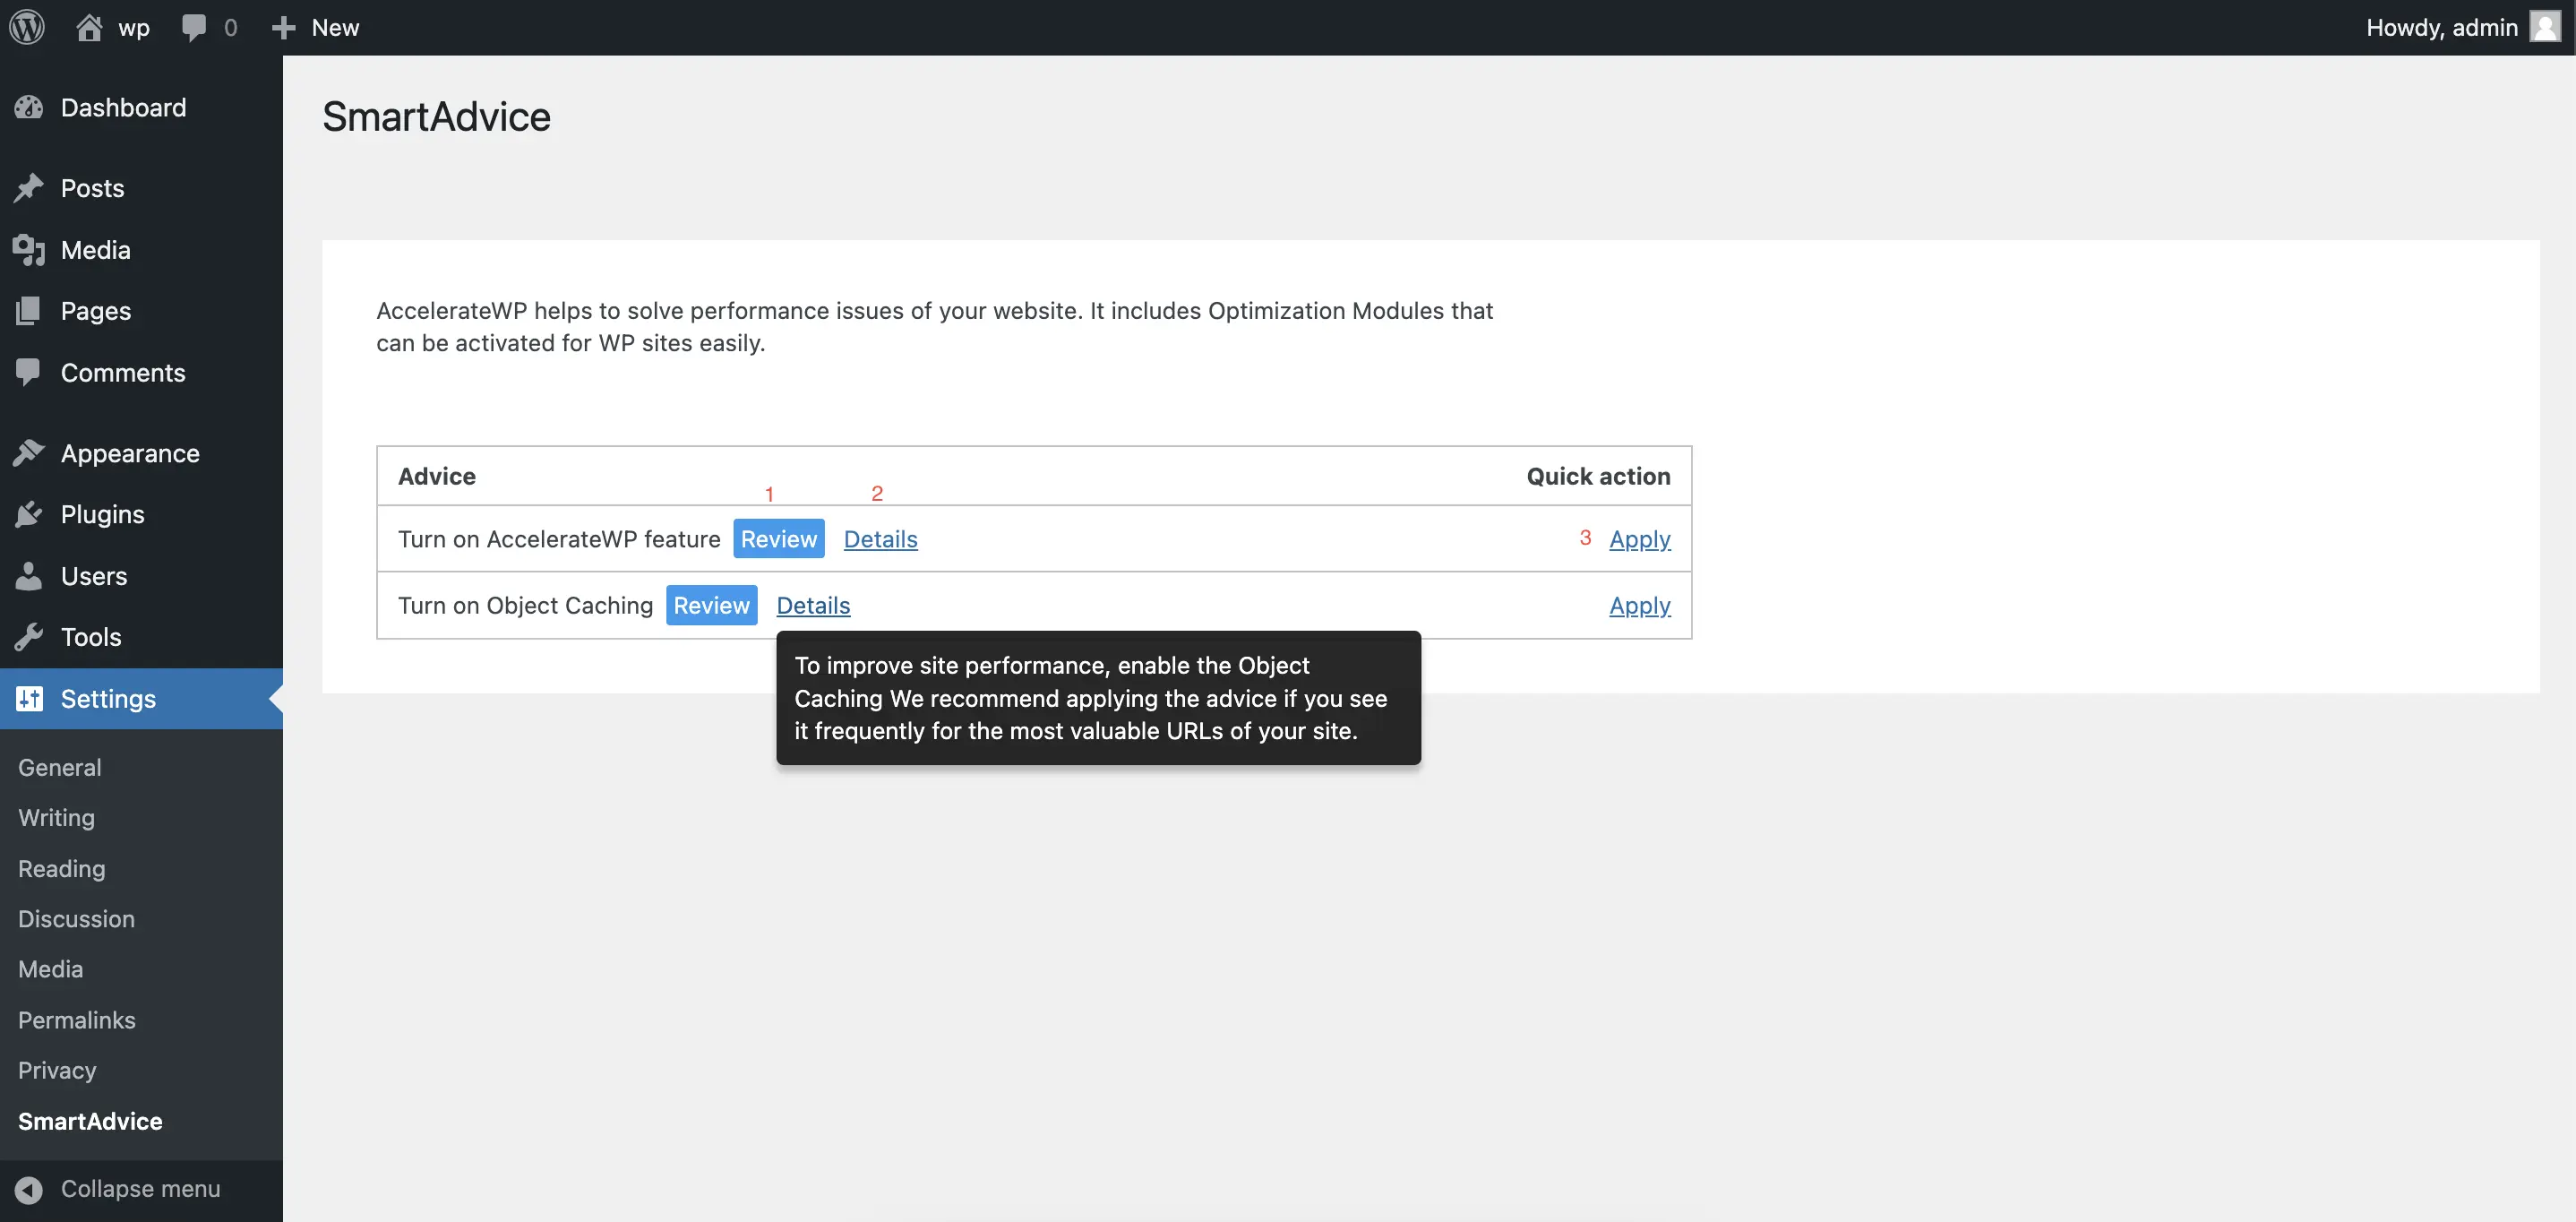 wp
0
New
Howdy, admin
Dashboard
Posts
Media
Pages
Comments
Appearance
Plugins
Users
Tools
Settings
General
Writing
Reading
Discussion
Media
Permalinks
Privacy
SmartAdvice
Collapse menu
SmartAdvice
AccelerateWP helps to solve performance issues of your website. It includes Optimization Modules that
can be activated for WP sites easily.
Advice
Quick action
1
2
Turn on AccelerateWP feature Review Details
3 Apply
Turn on Object Caching Review Details
Apply
To improve site performance, enable the Object
Caching We recommend applying the advice if you see
it frequently for the most valuable URLs of your site.